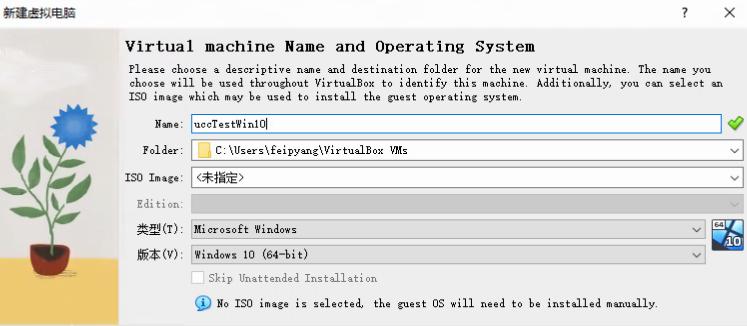 新建虚拟电脑
? ×
Virtual machine Name and Operating System
Please choose a descriptive name and destination folder for the new virtual machine. The name you
choose will be used throughout VirtualBox to identify this machine. Additionally, you can select an
ISO image which may be used to install the guest operating system.
Name: uccTestWin10
Folder: C:\Users\feipyang\VirtualBox VMs
ISO Image: <未指定>
Edition:
类型(T): Microsoft Windows
64
版本(V): Windows 10 (64-bit)
10
Skip Unattended Installation
No ISO image is selected, the guest OS will need to be installed manually.